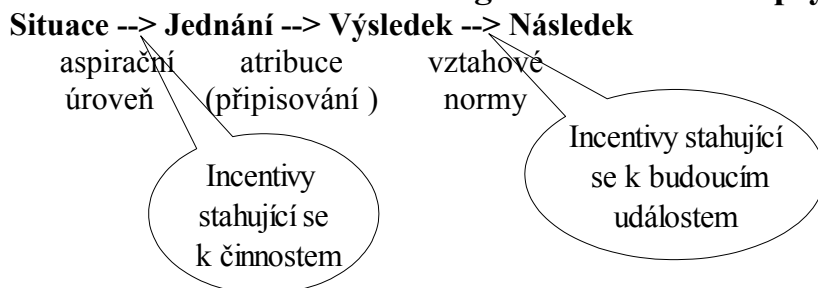 Situace --> Jednání --> Výsledek --> Následek
aspirační atribuce vztahové
úroveň (připisování ) normy
Incentivy stahující
se k budoucím
událostem
Incentivy
stahující se
k činnostem